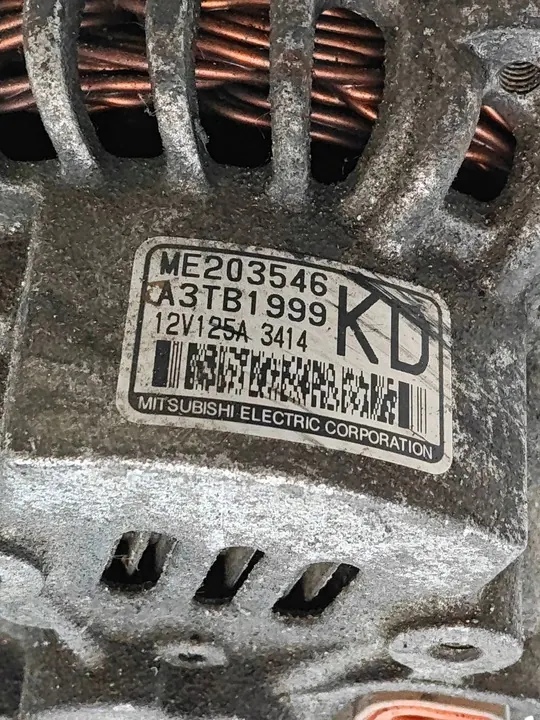 ME203546
A3TB1999
KD
12V125A 3414
MITSUBISHI ELECTRIC CORPORATION